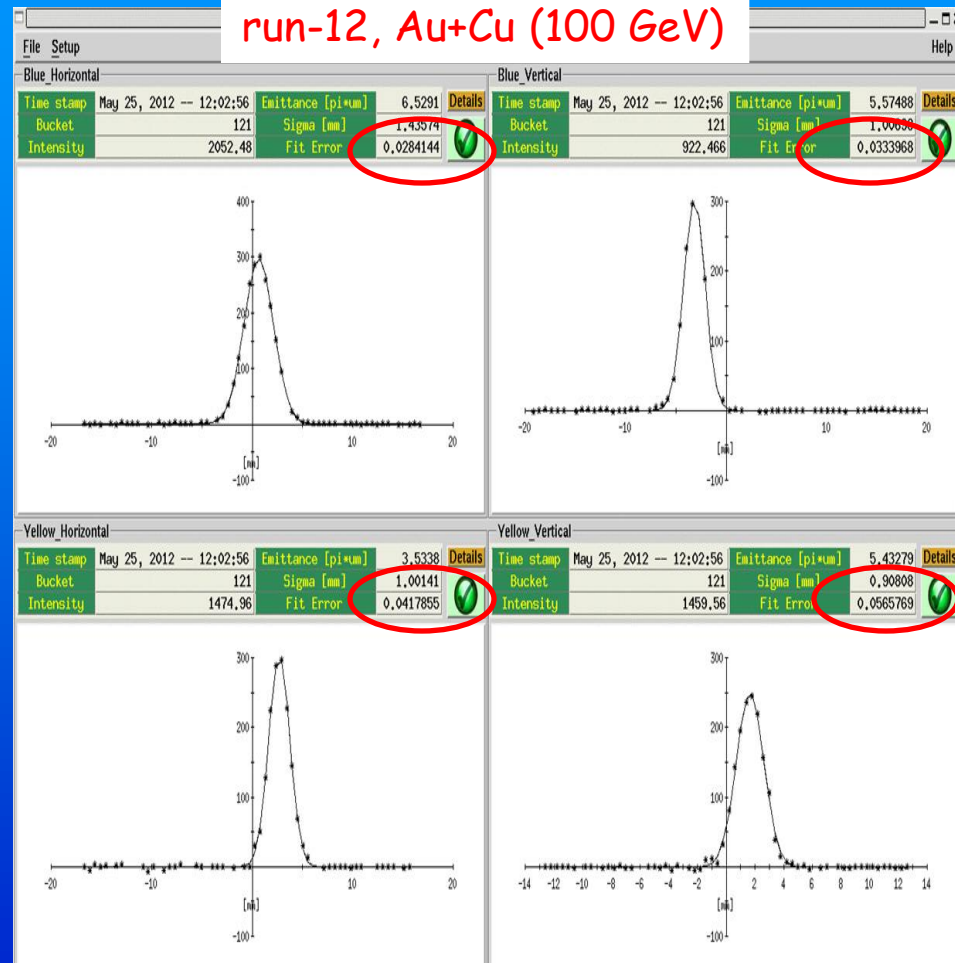 run-12, Au+Cu (100 GeV)
File Setup Help
Blue_Horizontal
Time stamp May 25, 2012 -- 12:02:56 Emittance [pi*um] 6.5291 Details
Bucket 121 Sigma [mm] 1.43574
Intensity 2052.48 Fit Error 0.0284144
400
300
200
100
-20 -10 10 20
[mm]
-100
Blue_Vertical
Time stamp May 25, 2012 -- 12:02:56 Emittance [pi*um] 5.57488 Details
Bucket 121 Sigma [mm]
Intensity 922.466 Fit Error 0.0333968
300
200
100
-20 -10 10 20
[mm]
-100
Yellow_Horizontal
Time stamp May 25, 2012 -- 12:02:56 Emittance [pi*um] 3.5338 Details
Bucket 121 Sigma [mm] 1.00141
Intensity 1474.96 Fit Error 0.0417855
300
200
100
-20 -10 10 20
[mm]
-100
Yellow_Vertical
Time stamp May 25, 2012 -- 12:02:56 Emittance [pi*um] 5.43279 Details
Bucket 121 Sigma [mm] 0.90808
Intensity 1459.56 Fit Error 0.0565769
300
200
100
-14 -12 -10 -8 -6 -4 -2 2 4 6 8 10 12 14
[mm]
-100